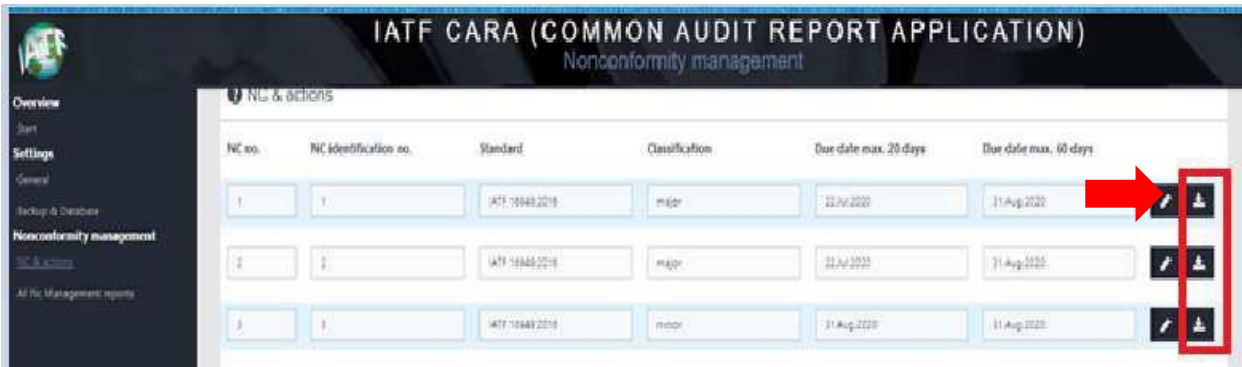 IATF
IATF CARA (COMMON AUDIT REPORT APPLICATION)
Nonconformity management
Overview
Start
Settings
General
Backup & Database
Nonconformity management
NC & actions
All Nc Management reports
NC & actions
NC no. NC identification no. Standard Classification Due date max. 20 days Due date max. 60 days
1 1 IATF 16949:2016 major 22.Jul.2020 31.Aug.2020
2 2 IATF 16949:2016 major 22.Jul.2020 31.Aug.2020
3 3 IATF 16949:2016 minor 31.Aug.2020 31.Aug.2020